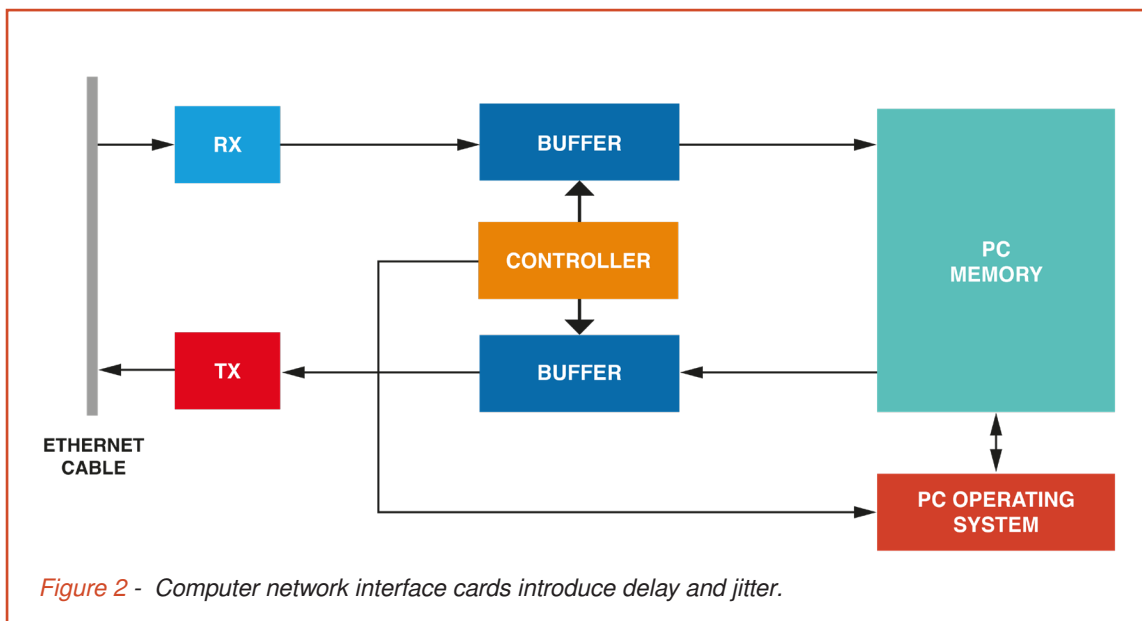 RX
BUFFER
PC
MEMORY
CONTROLLER
TX
BUFFER
ETHERNET
CABLE
PC OPERATING
SYSTEM
Figure 2 - Computer network interface cards introduce delay and jitter.